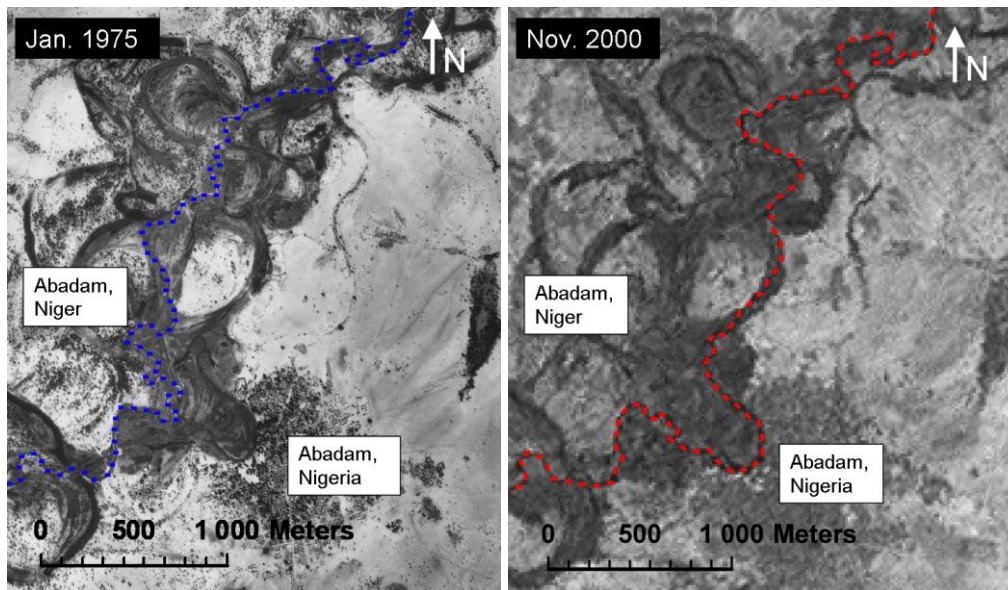 Jan. 1975
N
Abadam,
Niger
Abadam,
Nigeria
0 500 1 000 Meters
Nov. 2000
N
Abadam,
Niger
Abadam,
Nigeria
0 500 1 000 Meters